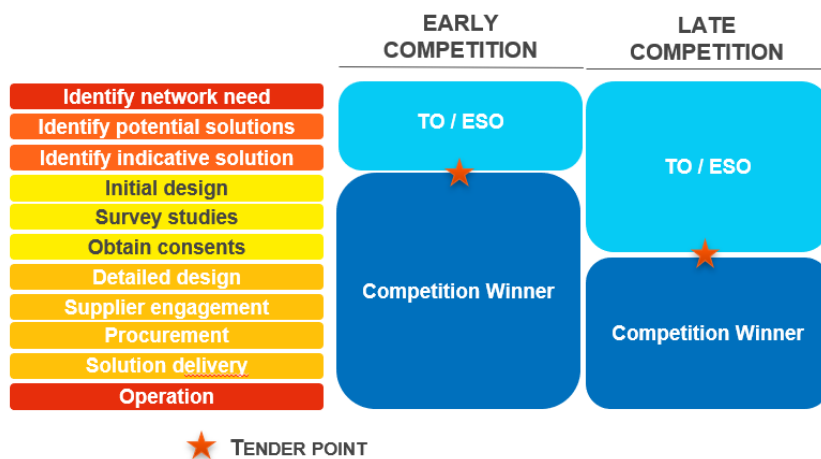 EARLY
COMPETITION
LATE
COMPETITION
Identify network need
Identify potential solutions
Identify indicative solution
Initial design
Survey studies
Obtain consents
Detailed design
Supplier engagement
Procurement
Solution delivery
Operation
TO / ESO
Competition Winner
TO / ESO
Competition Winner
TENDER POINT